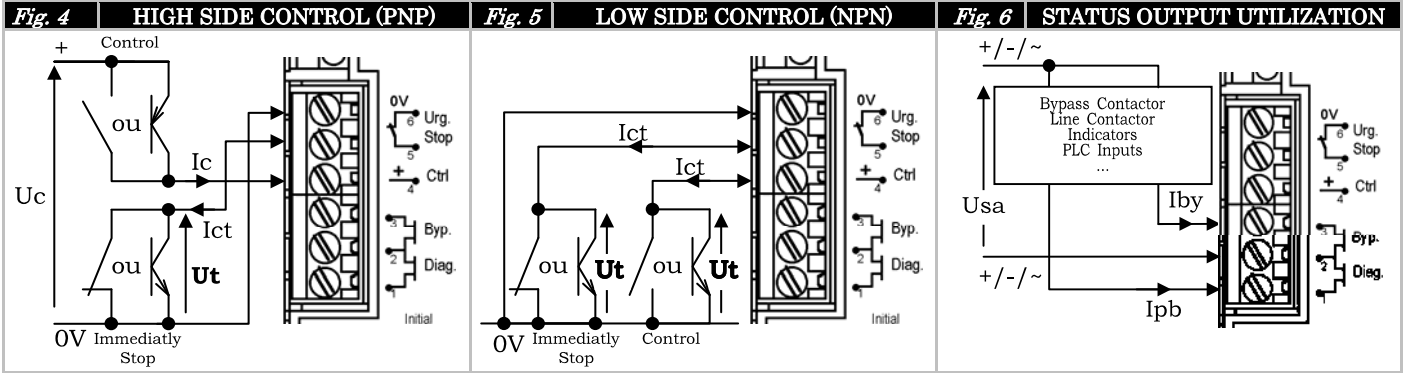 Fig. 4
HIGH SIDE CONTROL (PNP)
Fig. 5
LOW SIDE CONTROL (NPN)
Fig. 6
STATUS OUTPUT UTILIZATION
+
Control
ou
Ic
Uc
Ict
ou
Ut
0V
Immediatly
Stop
0V
6
Urg.
Stop
5
+
Ctrl
4
3
Byp.
2
Diag.
1
Initial
Ict
Ict
ou
Ut
ou
Ut
0V
Immediatly
Stop
Control
0V
6
Urg.
Stop
5
+
Ctrl
4
3
Byp.
2
Diag.
1
Initial
+/-/~
Bypass Contactor
Line Contactor
Indicators
PLC Inputs
...
Usa
Iby
+/-/~
Ipb
0V
6
Urg.
Stop
5
+
Ctrl
4
3
Byp.
2
Diag.
1